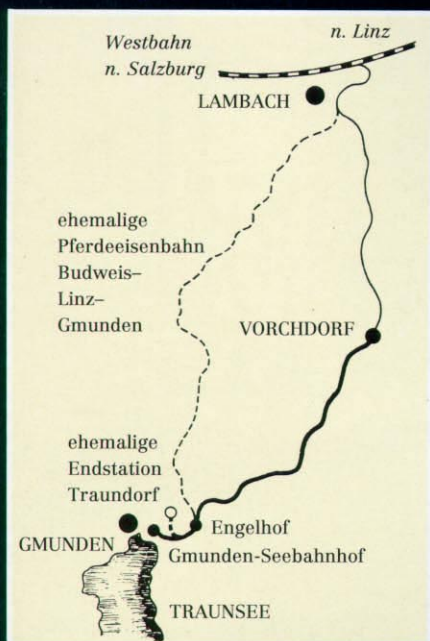 Westbahn
n. Salzburg
n. Linz
LAMBACH
ehemalige
Pferdeeisenbahn
Budweis–
Linz–
Gmunden
VORCHDORF
ehemalige
Endstation
Traundorf
GMUNDEN
Engelhof
Gmunden-Seebahnhof
TRAUNSEE